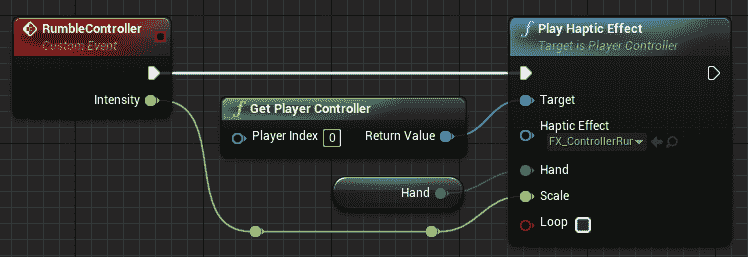 RumbleController
Custom Event
Intensity
f Get Player Controller
Player Index 0 Return Value
Hand
f Play Haptic Effect
Target is Player Controller
Target
Haptic Effect
FX_ControllerRur
Hand
Scale
Loop